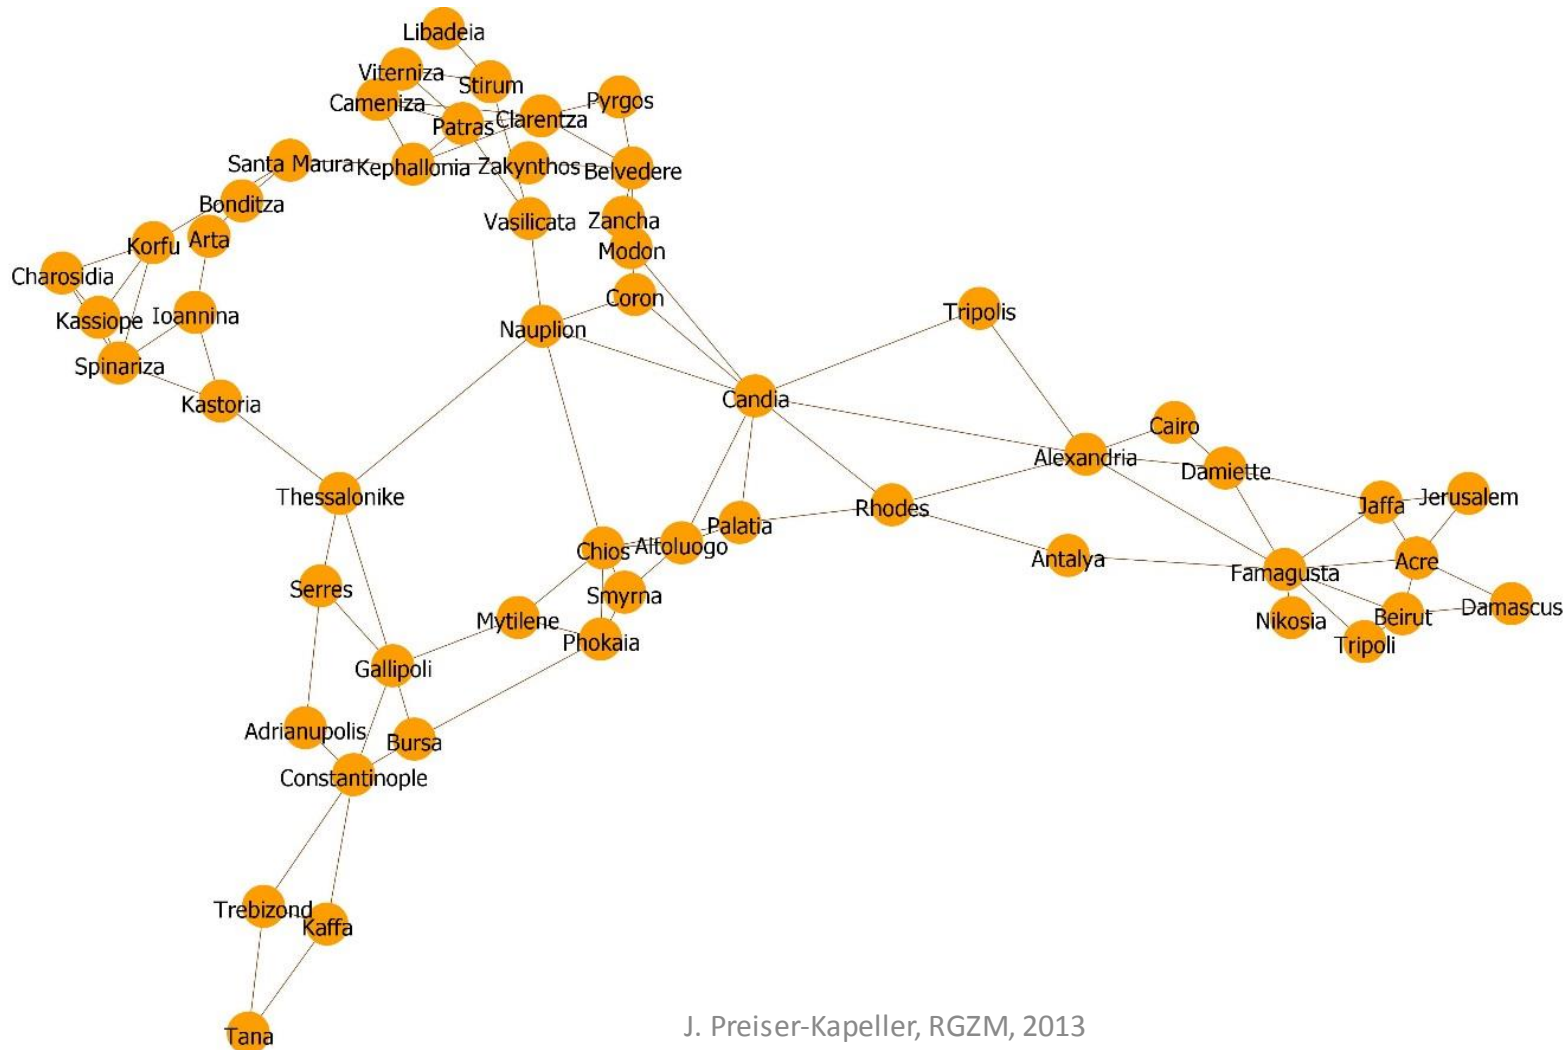 Libadeia
Viterniza
Stirum
Cameniza
Pyrgos
Patras
Clarentza
Santa Maura
Kephallonia
Zakynthos
Belvedere
Bonditza
Vasilicata
Zancha
Korfu
Arta
Modon
Charosidia
Coron
Kassiope
Ioannina
Tripolis
Nauplion
Spinariza
Kastoria
Candia
Cairo
Alexandria
Damiette
Thessalonike
Jaffa
Jerusalem
Rhodes
Palatia
Chios
Altoluogo
Antalya
Famagusta
Acre
Serres
Smyrna
Mytilene
Nikosia
Beirut
Damascus
Phokaia
Tripoli
Gallipoli
Adrianupolis
Bursa
Constantinople
Trebizond
Kaffa
Tana
J. Preiser-Kapeller, RGZM, 2013